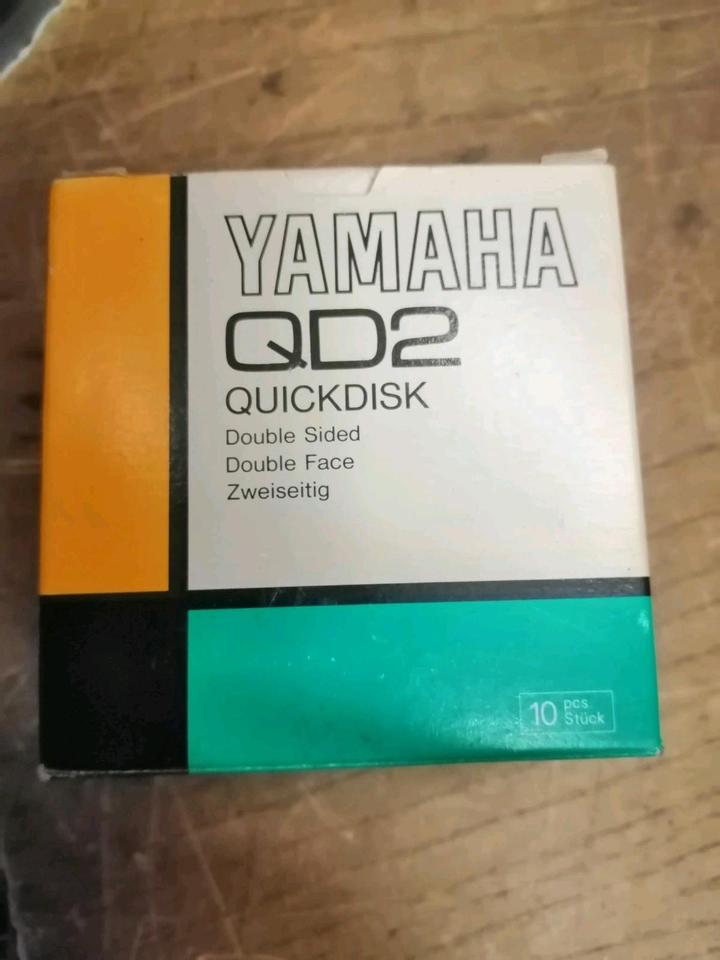 YAMAHA
QD2
QUICKDISK
Double Sided
Double Face
Zweiseitig
10 pcs
Stück